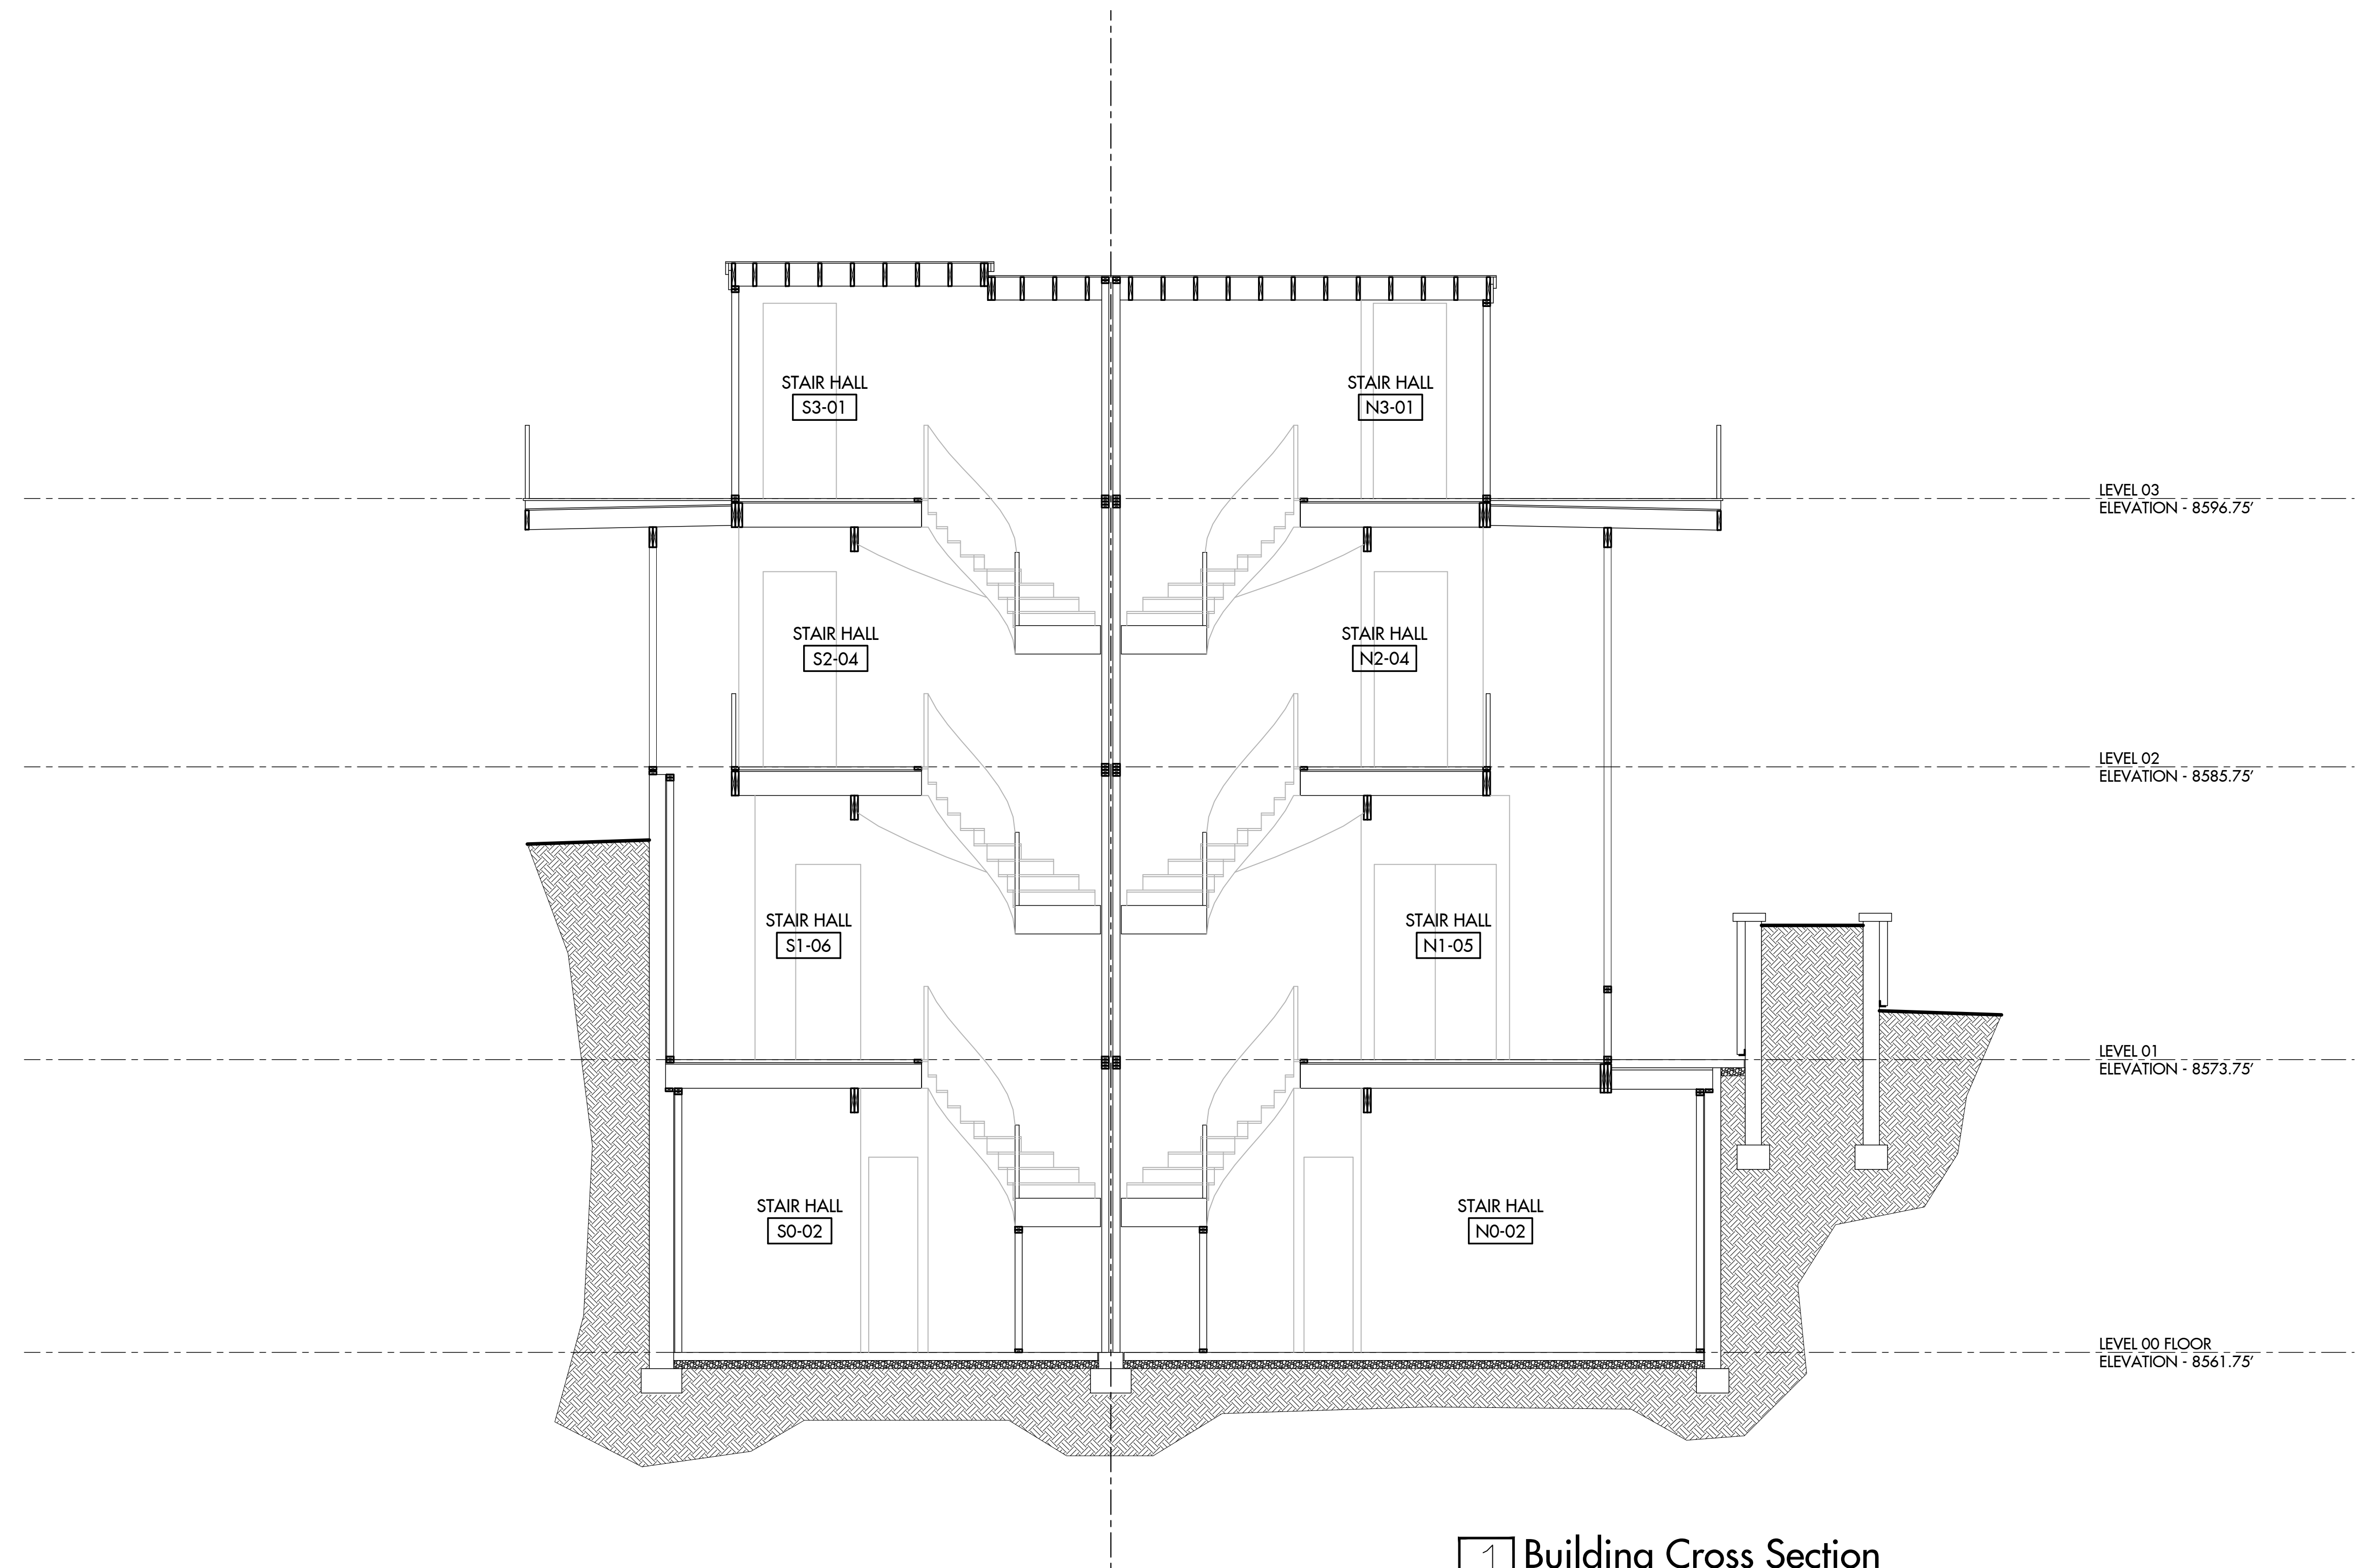 STAIR HALL
S3-01
STAIR HALL
N3-01
LEVEL 03
ELEVATION - 8596.75'
STAIR HALL
S2-04
STAIR HALL
N2-04
LEVEL 02
ELEVATION - 8585.75'
STAIR HALL
S1-06
STAIR HALL
N1-05
LEVEL 01
ELEVATION - 8573.75'
STAIR HALL
S0-02
STAIR HALL
N0-02
LEVEL 00 FLOOR
ELEVATION - 8561.75'
1 Building Cross Section